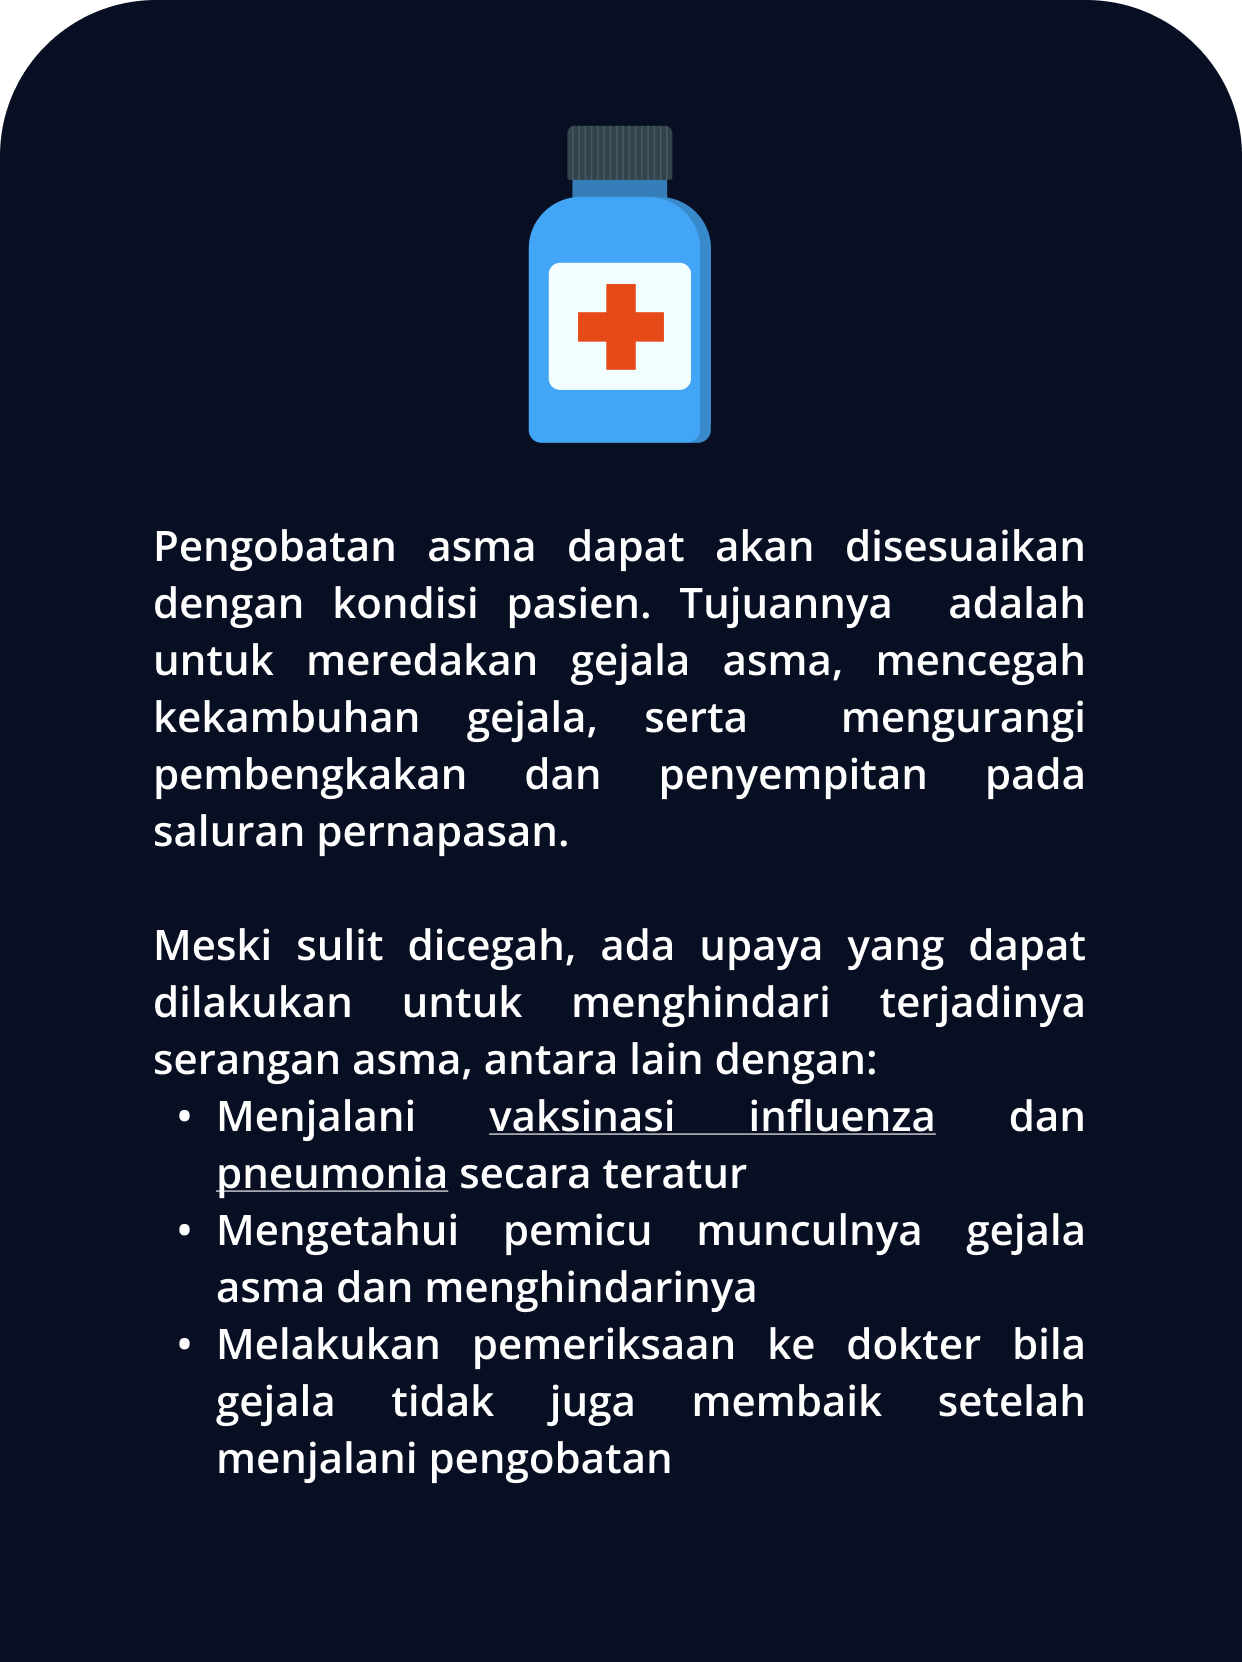 Pengobatan asma dapat akan disesuaikan
dengan kondisi pasien. Tujuannya adalah
untuk meredakan gejala asma, mencegah
kekambuhan gejala, serta mengurangi
pembengkakan dan penyempitan pada
saluran pernapasan.
Meski sulit dicegah, ada upaya yang dapat
dilakukan untuk menghindari terjadinya
serangan asma, antara lain dengan:
• Menjalani vaksinasi influenza dan
pneumonia secara teratur
• Mengetahui pemicu munculnya gejala
asma dan menghindarinya
• Melakukan pemeriksaan ke dokter bila
gejala tidak juga membaik setelah
menjalani pengobatan